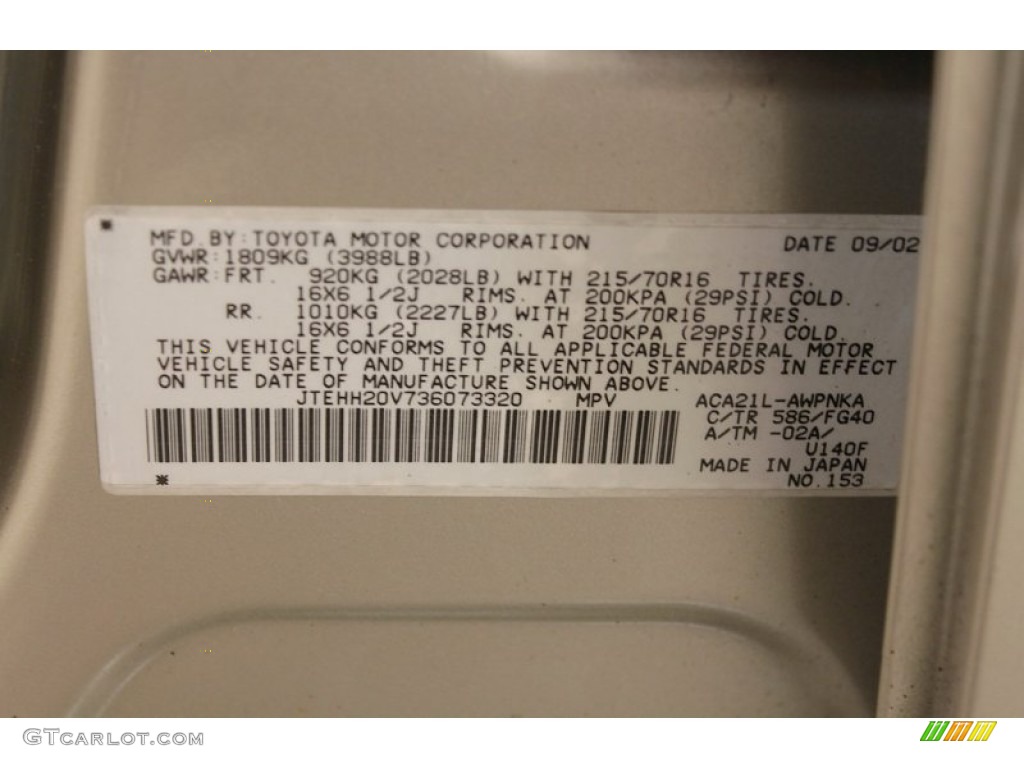 MFD. BY: TOYOTA MOTOR CORPORATION DATE 09/02
GVWR: 1809KG (3988LB)
GAWR: FRT. 920KG (2028LB) WITH 215/70R16 TIRES.
16X6 1/2J RIMS. AT 200KPA (29PSI) COLD.
RR. 1010KG (2227LB) WITH 215/70R16 TIRES.
16X6 1/2J RIMS. AT 200KPA (29PSI) COLD.
THIS VEHICLE CONFORMS TO ALL APPLICABLE FEDERAL MOTOR
VEHICLE SAFETY AND THEFT PREVENTION STANDARDS IN EFFECT
ON THE DATE OF MANUFACTURE SHOWN ABOVE.
JTEHH20V736073320 MPV ACA21L-AWPNKA
C/TR 586/FG40
A/TM -02A/
U140F
MADE IN JAPAN
NO. 153
GTCARLOT.COM